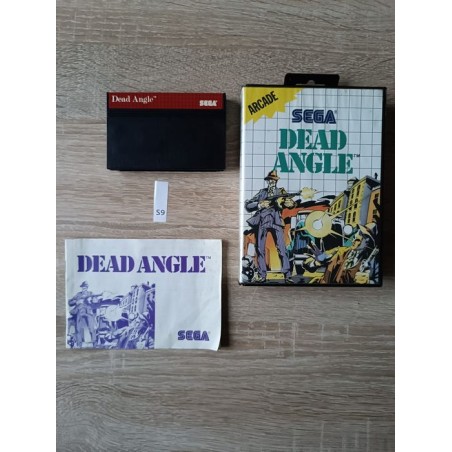 Dead Angle™
SEGA
S9
ARCADE
SEGA
DEAD
ANGLE™
DEAD ANGLE™
SEGA